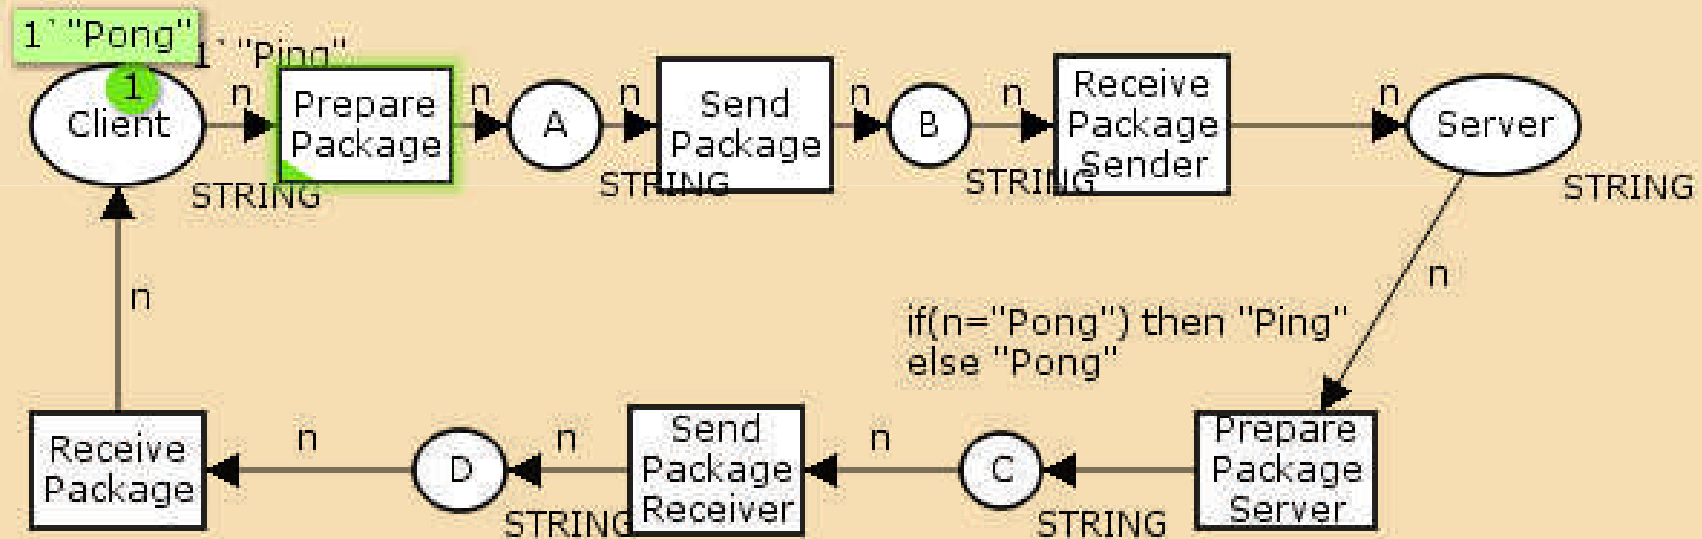 1`"Pong"
1`"Ping"
1
Client
n
Prepare
Package
n
A
n
Send
Package
n
B
n
Receive
Package
Sender
n
Server
STRING
STRING
STRING
STRING
n
n
if(n="Pong") then "Ping"
else "Pong"
Receive
Package
n
D
n
STRING
Send
Package
Receiver
n
C
STRING
Prepare
Package
Server